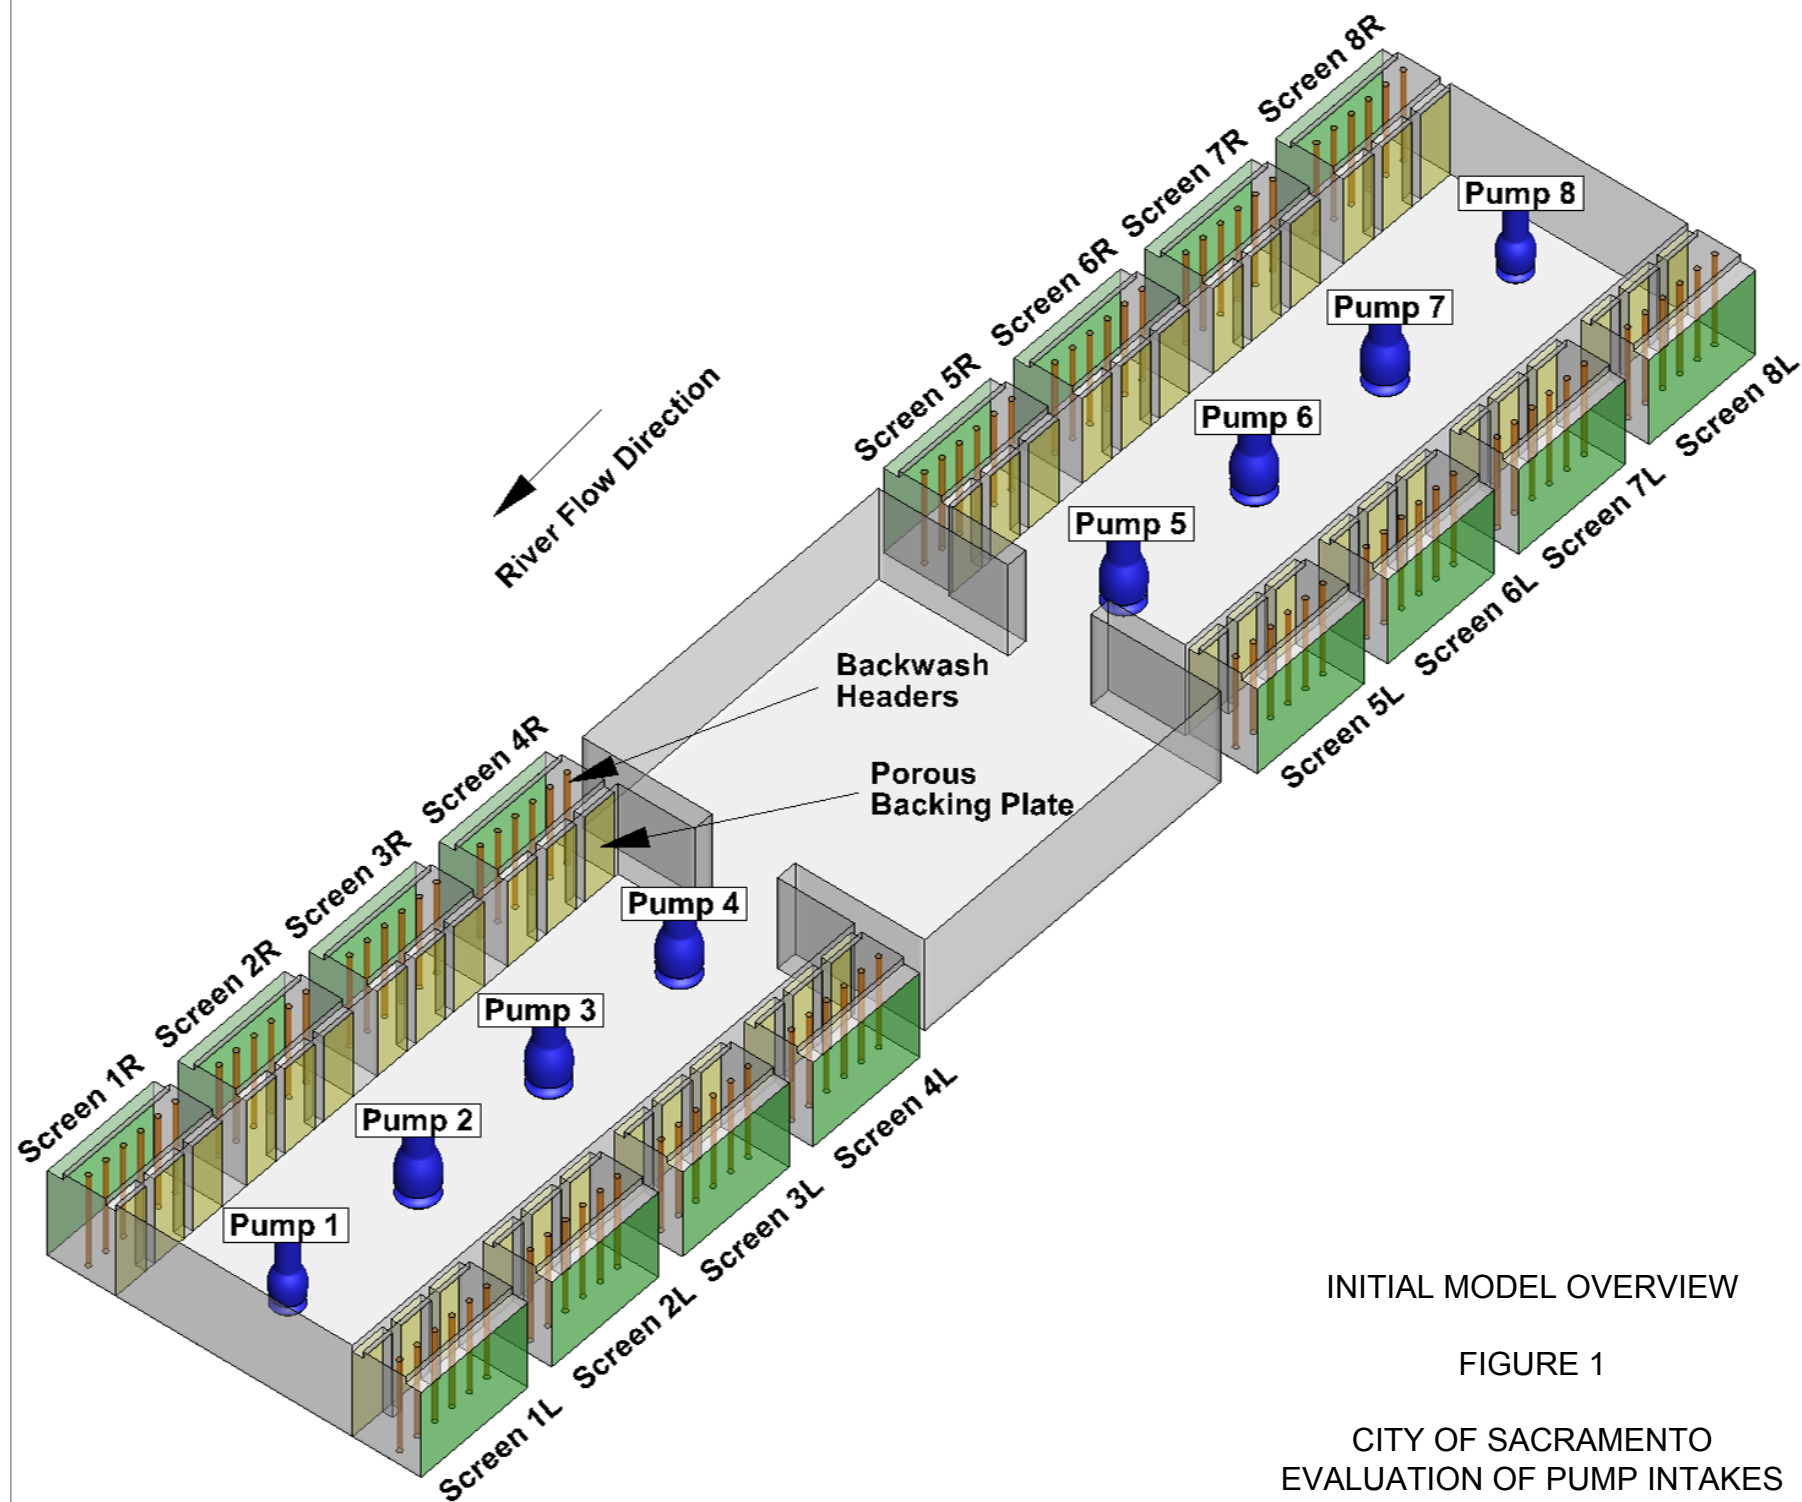 Screen 8R
Screen 7R
Screen 6R
Screen 5R
Pump 8
Pump 7
Pump 6
Pump 5
River Flow Direction
Screen 8L
Screen 7L
Screen 6L
Screen 5L
Backwash
Headers
Porous
Backing Plate
Screen 4R
Screen 3R
Screen 2R
Screen 1R
Pump 4
Pump 3
Pump 2
Pump 1
Screen 4L
Screen 3L
Screen 2L
Screen 1L
INITIAL MODEL OVERVIEW
FIGURE 1
CITY OF SACRAMENTO
EVALUATION OF PUMP INTAKES